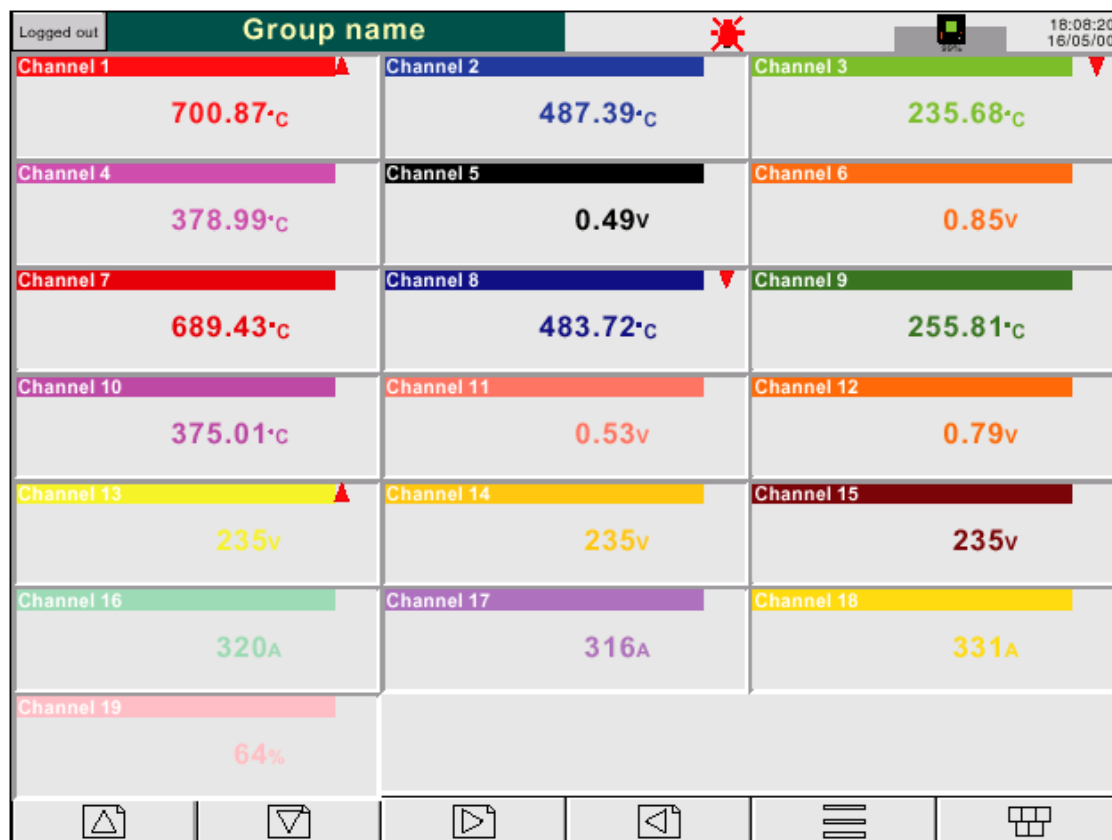 Logged out
Group name
18:08:20
16/05/00
Channel 1
700.87°C
Channel 2
487.39°C
Channel 3
235.68°C
Channel 4
378.99°C
Channel 5
0.49V
Channel 6
0.85V
Channel 7
689.43°C
Channel 8
483.72°C
Channel 9
255.81°C
Channel 10
375.01°C
Channel 11
0.53V
Channel 12
0.79V
Channel 13
235V
Channel 14
235V
Channel 15
235V
Channel 16
320A
Channel 17
316A
Channel 18
331A
Channel 19
64%